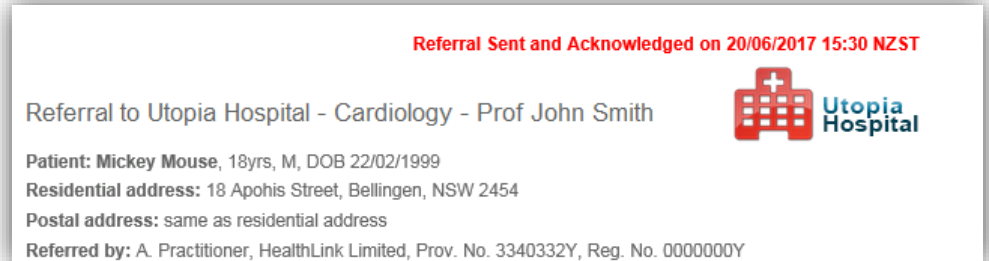 Referral Sent and Acknowledged on 20/06/2017 15:30 NZST
Utopia
Hospital
Referral to Utopia Hospital - Cardiology - Prof John Smith
Patient: Mickey Mouse, 18yrs, M, DOB 22/02/1999
Residential address: 18 Apohis Street, Bellingen, NSW 2454
Postal address: same as residential address
Referred by: A. Practitioner, HealthLink Limited, Prov. No. 3340332Y, Reg. No. 0000000Y